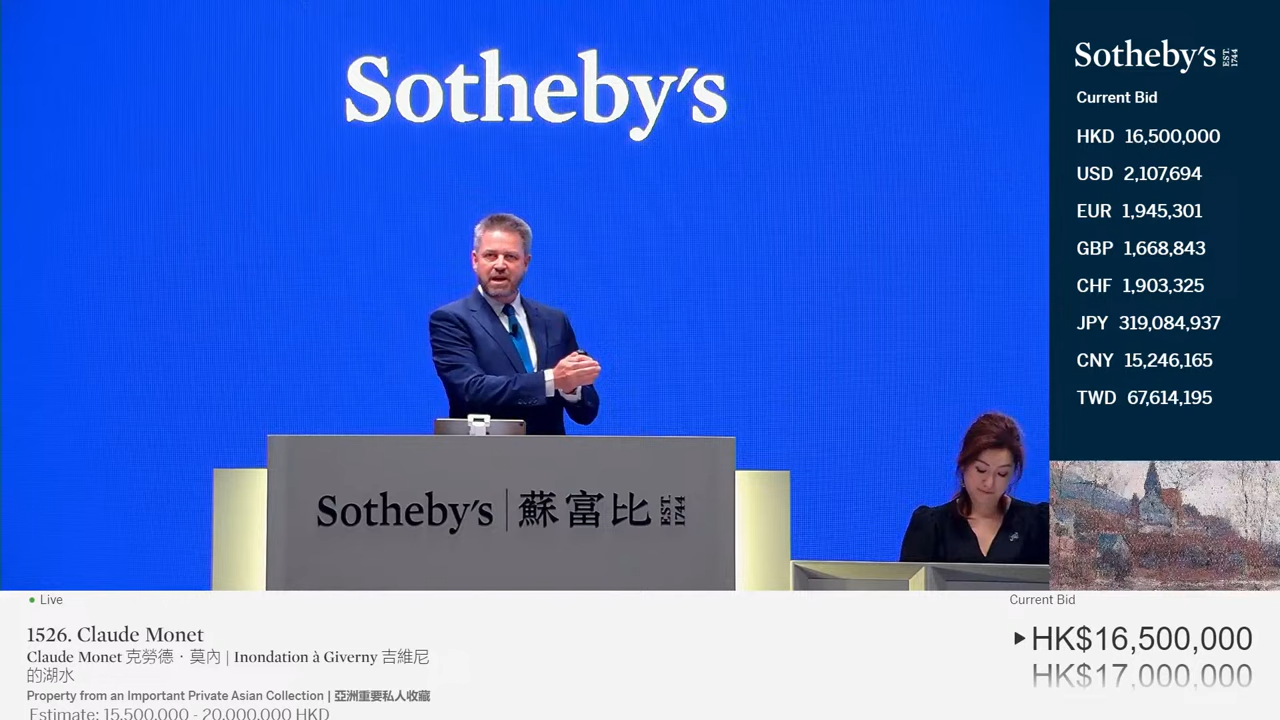 Sotheby's
Sotheby's EST. 1744
Current Bid
HKD 16,500,000
USD 2,107,694
EUR 1,945,301
GBP 1,668,843
CHF 1,903,325
JPY 319,084,937
CNY 15,246,165
TWD 67,614,195
Sotheby's | 蘇富比 EST. 1744
Live
1526. Claude Monet
Claude Monet 克勞德・莫內 | Inondation à Giverny 吉維尼
的湖水
Property from an Important Private Asian Collection | 亞洲重要私人收藏
Estimate: 15,500,000 - 20,000,000 HKD
Current Bid
HK$16,500,000
HK$17,000,000